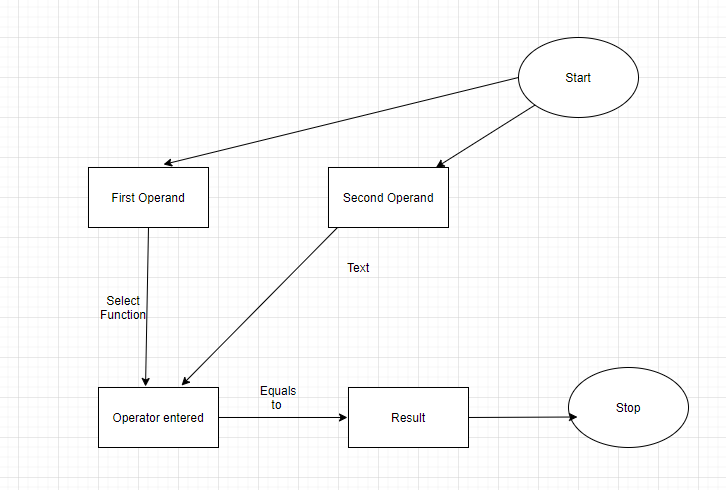 Start
First Operand
Second Operand
Text
Select
Function
Operator entered
Equals
to
Result
Stop